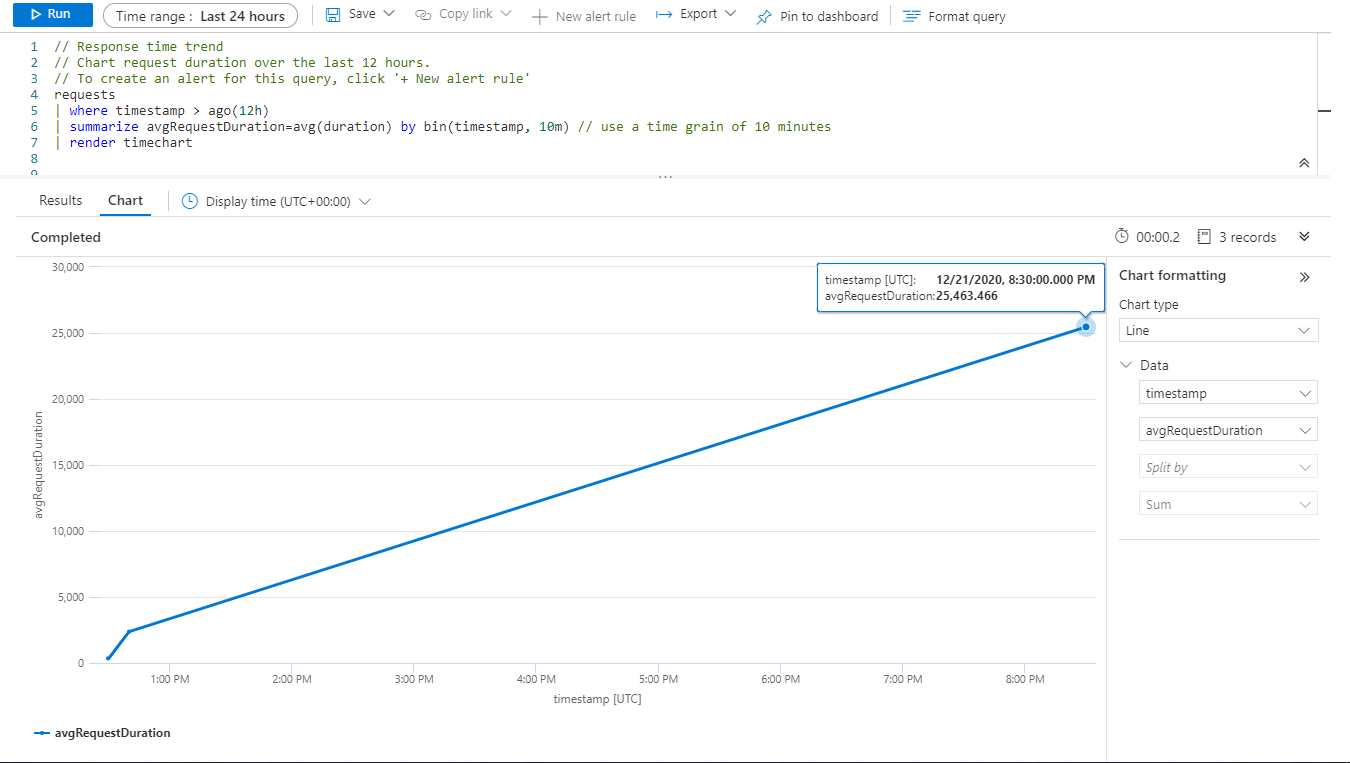 Run Time range : Last 24 hours Save Copy link New alert rule Export Pin to dashboard Format query
1 // Response time trend
2 // Chart request duration over the last 12 hours.
3 // To create an alert for this query, click '+ New alert rule'
4 requests
5 | where timestamp > ago(12h)
6 | summarize avgRequestDuration=avg(duration) by bin(timestamp, 10m) // use a time grain of 10 minutes
7 | render timechart
8
9
Results Chart Display time (UTC+00:00)
Completed 00:00.2 3 records
30,000
25,000
20,000
15,000
10,000
5,000
0
avgRequestDuration
timestamp [UTC]: 12/21/2020, 8:30:00.000 PM
avgRequestDuration:25,463.466
1:00 PM 2:00 PM 3:00 PM 4:00 PM 5:00 PM 6:00 PM 7:00 PM 8:00 PM
timestamp [UTC]
avgRequestDuration
Chart formatting
Chart type
Line
Data
timestamp
avgRequestDuration
Split by
Sum